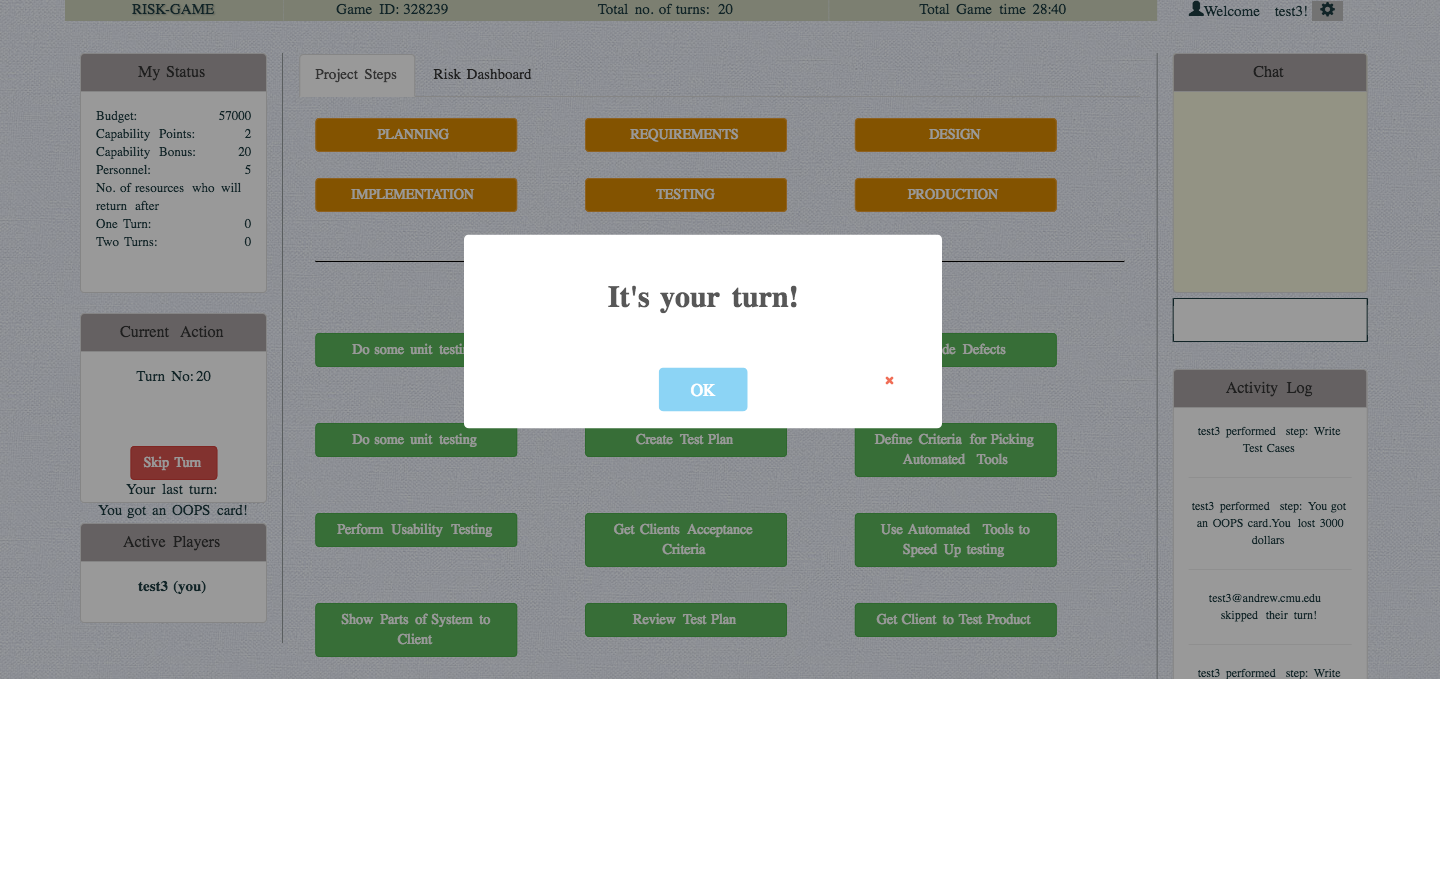 RISK-GAME
Game ID: 328239
Total no. of turns: 20
Total Game time 28:40
Welcome test3!
My Status
Budget: 57000
Capability Points: 2
Capability Bonus: 20
Personnel: 5
No. of resources who will
return after
One Turn: 0
Two Turns: 0
Current Action
Turn No: 20
Skip Turn
Your last turn:
You got an OOPS card!
Active Players
test3 (you)
Project Steps
Risk Dashboard
PLANNING
REQUIREMENTS
DESIGN
IMPLEMENTATION
TESTING
PRODUCTION
It's your turn!
OK
Do some unit
Defects
Do some unit testing
Create Test Plan
Define Criteria for Picking
Automated Tools
Perform Usability Testing
Get Clients Acceptance
Criteria
Use Automated Tools to
Speed Up testing
Show Parts of System to
Client
Review Test Plan
Get Client to Test Product
Chat
Activity Log
test3 performed step: Write
Test Cases
test3 performed step: You got
an OOPS card.You lost 3000
dollars
test3@andrew.cmu.edu
skipped their turn!
test3 performed step: Write